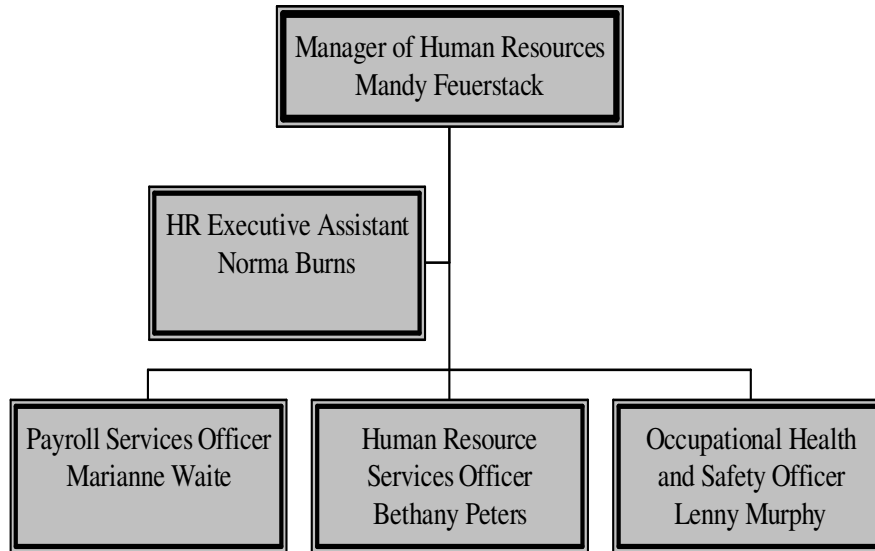 Manager of Human Resources
Mandy Feuerstack
HR Executive Assistant
Norma Burns
Payroll Services Officer
Marianne Waite
Human Resource
Services Officer
Bethany Peters
Occupational Health
and Safety Officer
Lenny Murphy